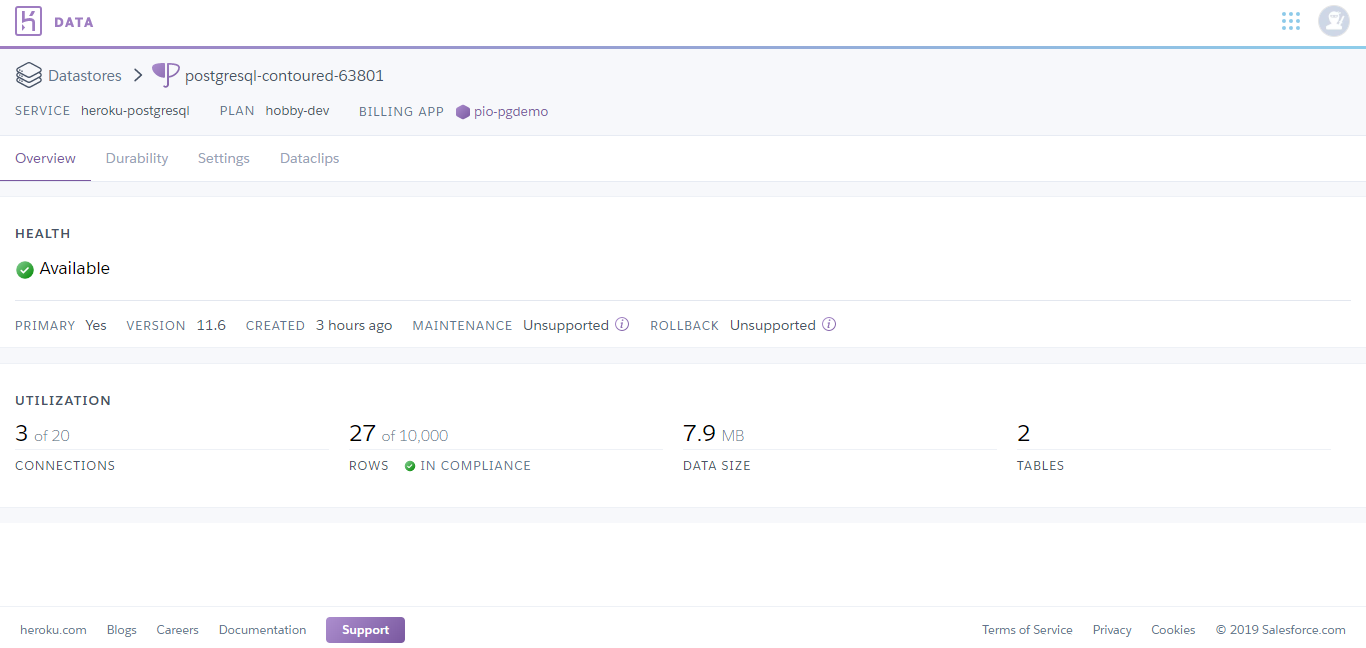 DATA
Datastores postgresql-contoured-63801
SERVICE heroku-postgresql PLAN hobby-dev BILLING APP pio-pgdemo
Overview Durability Settings Dataclips
HEALTH
Available
PRIMARY Yes VERSION 11.6 CREATED 3 hours ago MAINTENANCE Unsupported ROLLBACK Unsupported
UTILIZATION
3 of 20 27 of 10,000 7.9 MB 2
CONNECTIONS ROWS IN COMPLIANCE DATA SIZE TABLES
heroku.com Blogs Careers Documentation Support Terms of Service Privacy Cookies © 2019 Salesforce.com